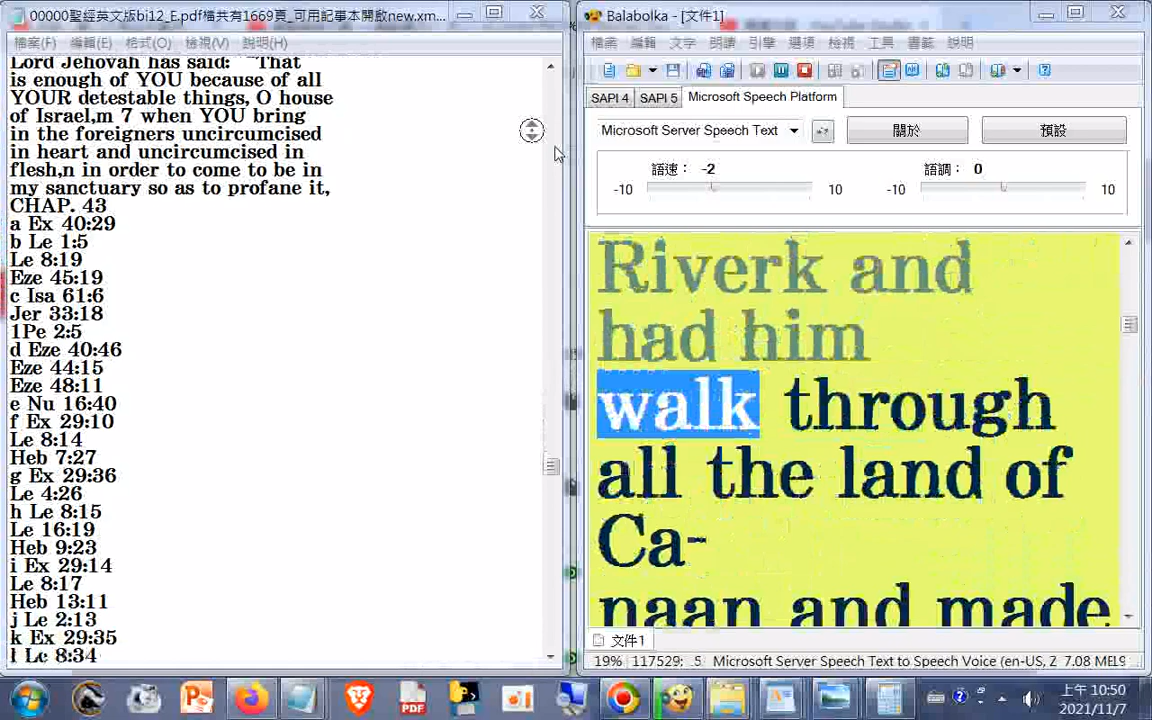 00000聖經英文版bi12_E.pdf檔共有1669頁_可用記事本開啟new.xm...
檔案(F) 編輯(E) 格式(O) 檢視(V) 說明(H)
Lord Jehovah has said: "That
is enough of YOU because of all
YOUR detestable things, O house
of Israel,m 7 when YOU bring
in the foreigners uncircumcised
in heart and uncircumcised in
flesh,n in order to come to be in
my sanctuary so as to profane it,
CHAP. 43
a Ex 40:29
b Le 1:5
Le 8:19
Eze 45:19
c Isa 61:6
Jer 33:18
1Pe 2:5
d Eze 40:46
Eze 44:15
Eze 48:11
e Nu 16:40
f Ex 29:10
Le 8:14
Heb 7:27
g Ex 29:36
Le 4:26
h Le 8:15
Le 16:19
Heb 9:23
i Ex 29:14
Le 8:17
Heb 13:11
j Le 2:13
k Ex 29:35
l Le 8:34
Balabolka - [文件1]
檔案 編輯 文字 朗讀 引擎 選項 檢視 工具 書籤 說明
SAPI 4 SAPI 5 Microsoft Speech Platform
Microsoft Server Speech Text 關於 預設
語速： -2 語調： 0
-10 10 -10 10
Riverk and
had him
walk through
all the land of
Ca-
naan and made
文件1
19% 117529: .5 Microsoft Server Speech Text to Speech Voice (en-US, 2 7.08 MEL9
上午 10:50
2021/11/7